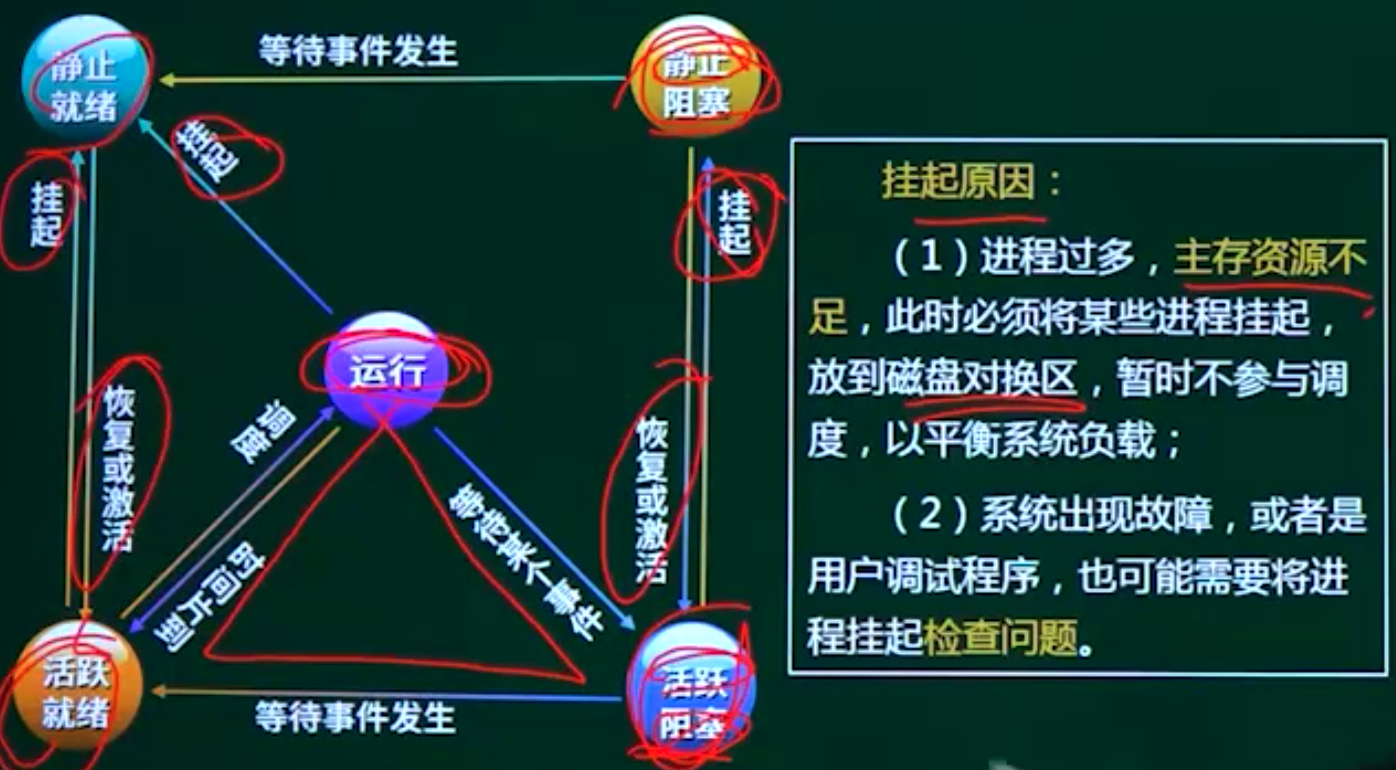 等待事件发生
静止
就绪
静止
阻塞
挂起
挂起
挂起
运行
恢复或激活
调度
时间片到
等待某个事件
恢复或激活
活跃
就绪
等待事件发生
活跃
阻塞
挂起原因：
（1）进程过多，主存资源不
足，此时必须将某些进程挂起，
放到磁盘对换区，暂时不参与调
度，以平衡系统负载；
（2）系统出现故障，或者是
用户调试程序，也可能需要将进
程挂起检查问题。